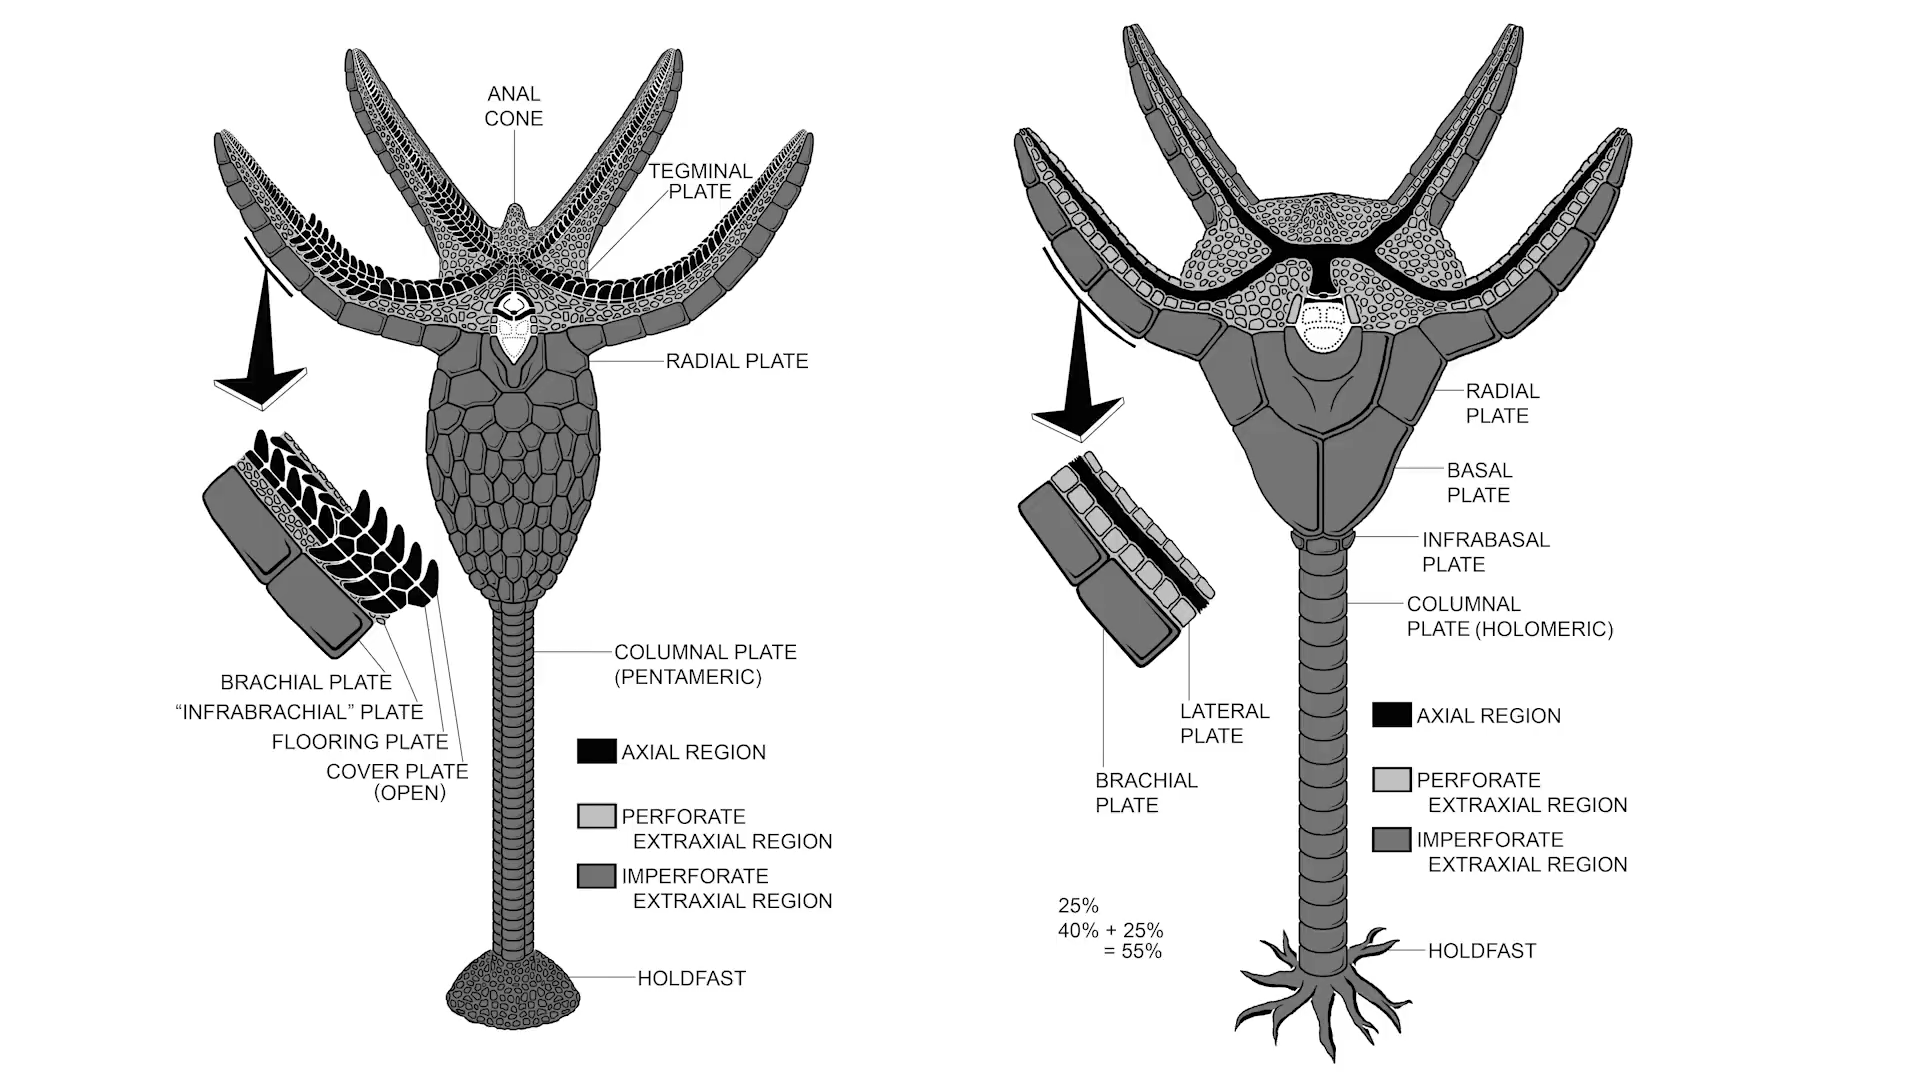 ANAL
CONE
TEGMINAL
PLATE
RADIAL PLATE
COLUMNAL PLATE
(PENTAMERIC)
BRACHIAL PLATE
“INFRABRACHIAL” PLATE
FLOORING PLATE
COVER PLATE
(OPEN)
AXIAL REGION
PERFORATE
EXTRAXIAL REGION
IMPERFORATE
EXTRAXIAL REGION
HOLDFAST
RADIAL
PLATE
BASAL
PLATE
INFRABASAL
PLATE
COLUMNAL
PLATE (HOLOMERIC)
LATERAL
PLATE
BRACHIAL
PLATE
AXIAL REGION
PERFORATE
EXTRAXIAL REGION
IMPERFORATE
EXTRAXIAL REGION
25%
40% + 25%
= 55%
HOLDFAST